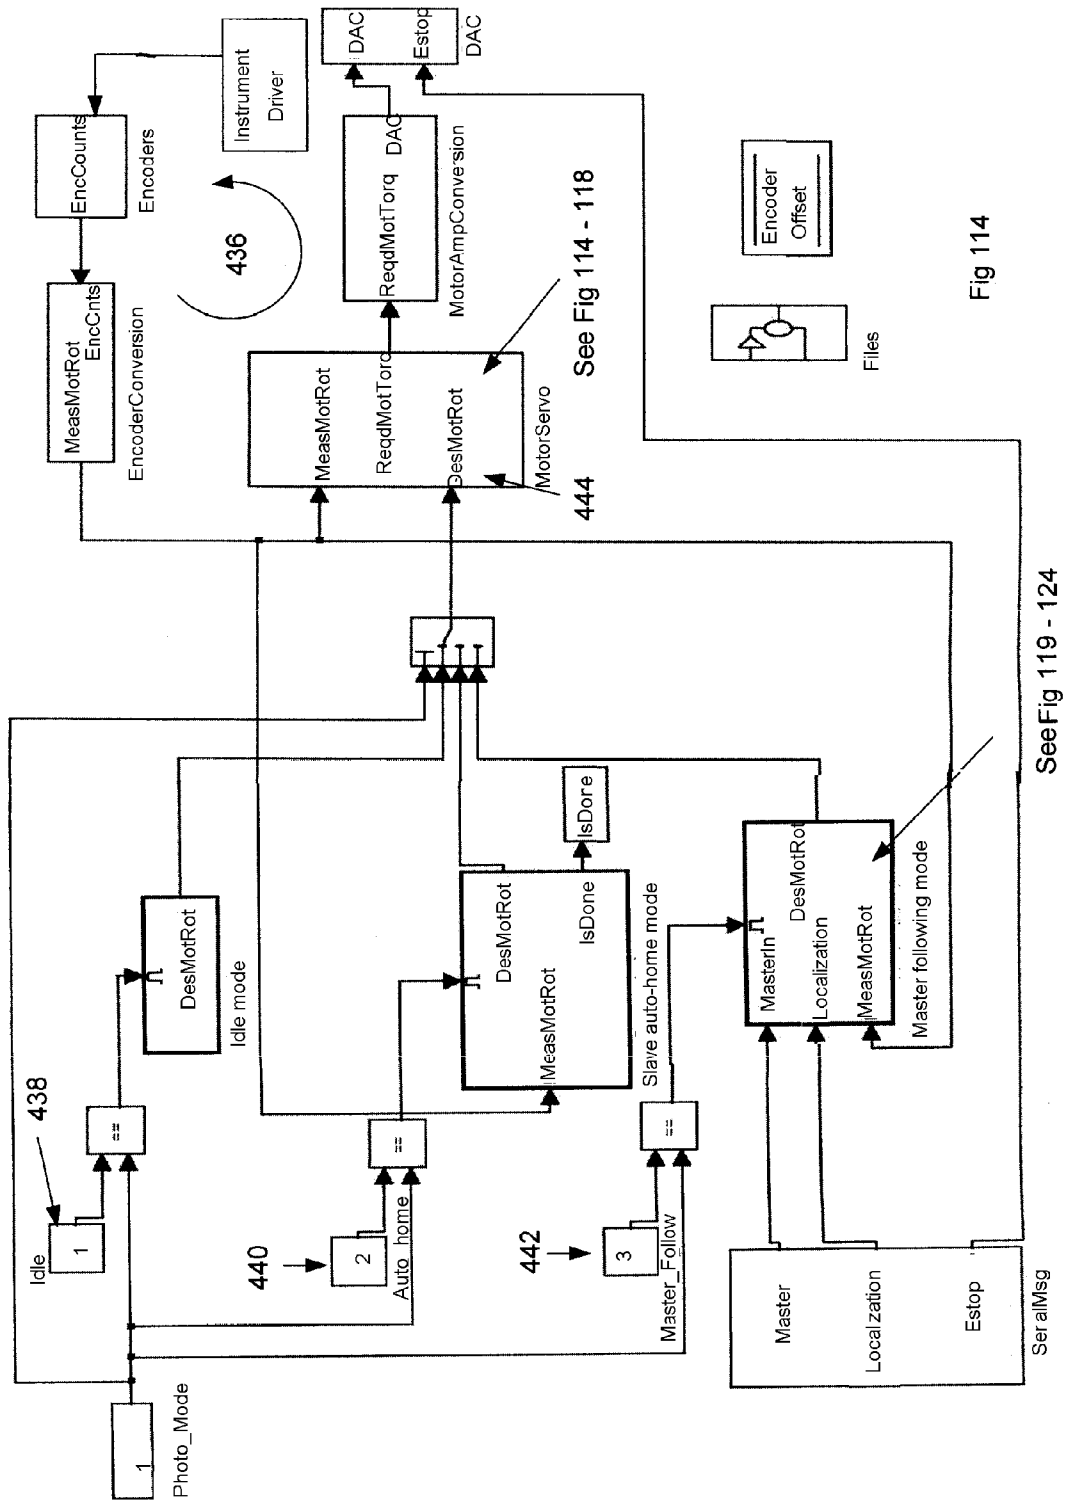 1
Photo_Mode
Idle
1
438
==
440
2
Auto_home
==
442
3
Master_Follow
==
Master
Localization
Estop
SerialMsg
DesMotRot
Idle mode
DesMotRot
IsDone
MeasMotRot
Slave auto-home mode
IsDore
MasterIn
DesMotRot
Localization
MeasMotRot
Master following mode
See Fig 119 - 124
MeasMotRot
ReqdMotTorq
DesMotRot
MotorServo
444
See Fig 114 - 118
MeasMotRot
EncCnts
EncoderConversion
EncCounts
Encoders
436
Instrument
Driver
ReqdMotTorq
DAC
MotorAmpConversion
DAC
Estop
DAC
Files
Encoder
Offset
Fig 114